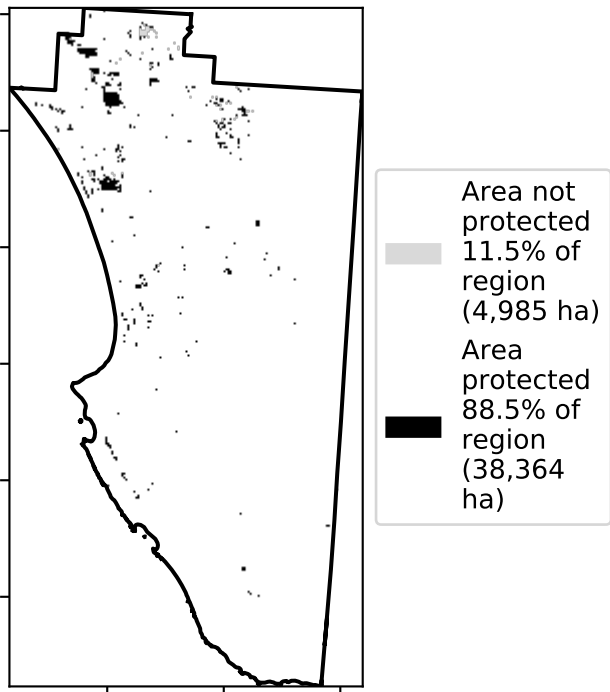 Area not
protected
11.5% of
region
(4,985 ha)
Area
protected
88.5% of
region
(38,364
ha)